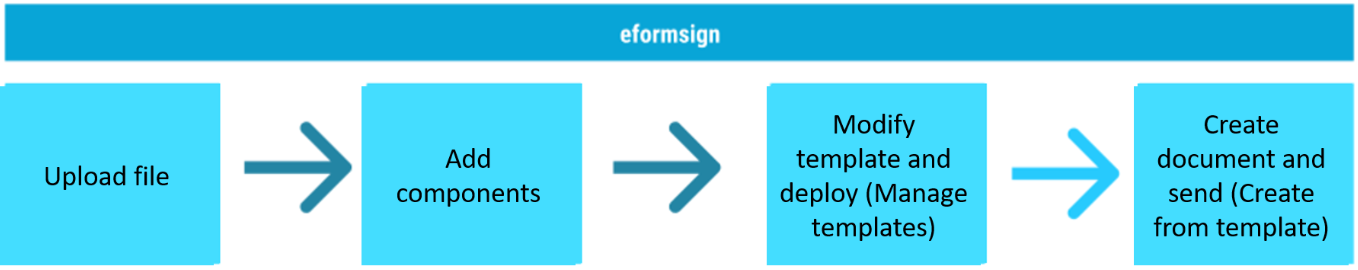 eformsign
Upload file
Add
components
Modify
template and
deploy (Manage
templates)
Create
document and
send (Create
from template)